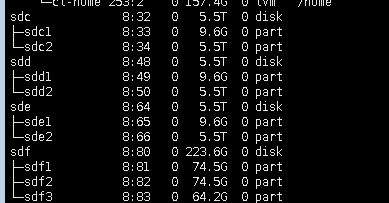 └─cl-home 253:2 0 157.4G 0 lvm /home
sdc 8:32 0 5.5T 0 disk
├─sdc1 8:33 0 9.6G 0 part
└─sdc2 8:34 0 5.5T 0 part
sdd 8:48 0 5.5T 0 disk
├─sdd1 8:49 0 9.6G 0 part
└─sdd2 8:50 0 5.5T 0 part
sde 8:64 0 5.5T 0 disk
├─sde1 8:65 0 9.6G 0 part
└─sde2 8:66 0 5.5T 0 part
sdf 8:80 0 223.6G 0 disk
├─sdf1 8:81 0 74.5G 0 part
├─sdf2 8:82 0 74.5G 0 part
└─sdf3 8:83 0 64.2G 0 part